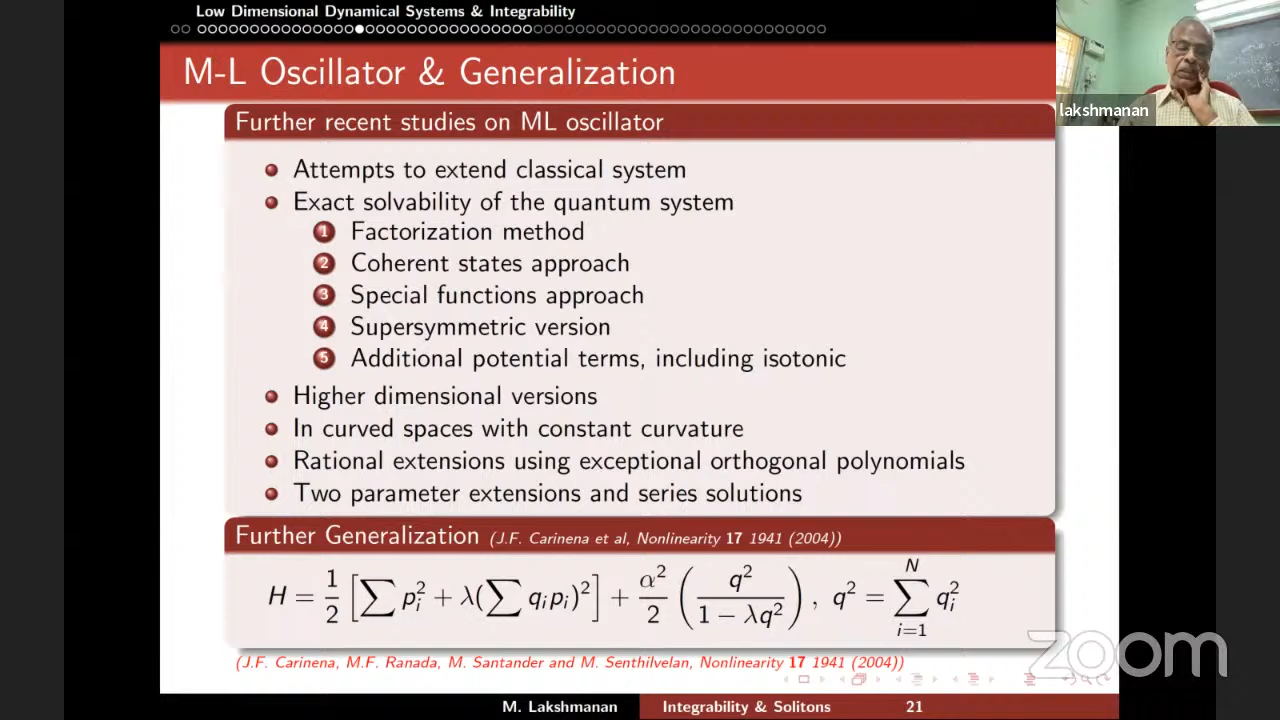 Low Dimensional Dynamical Systems & Integrability
M-L Oscillator & Generalization
lakshmanan
Further recent studies on ML oscillator
Attempts to extend classical system
Exact solvability of the quantum system
1 Factorization method
2 Coherent states approach
3 Special functions approach
4 Supersymmetric version
5 Additional potential terms, including isotonic
Higher dimensional versions
In curved spaces with constant curvature
Rational extensions using exceptional orthogonal polynomials
Two parameter extensions and series solutions
Further Generalization (J.F. Carinena et al, Nonlinearity 17 1941 (2004))
H = 1/2 [∑ p_i^2 + λ(∑ q_i p_i)^2] + α^2/2 (q^2/(1 − λq^2)), q^2 = ∑_{i=1}^{N} q_i^2
(J.F. Carinena, M.F. Ranada, M. Santander and M. Senthilvelan, Nonlinearity 17 1941 (2004))
zoom
M. Lakshmanan Integrability & Solitons 21